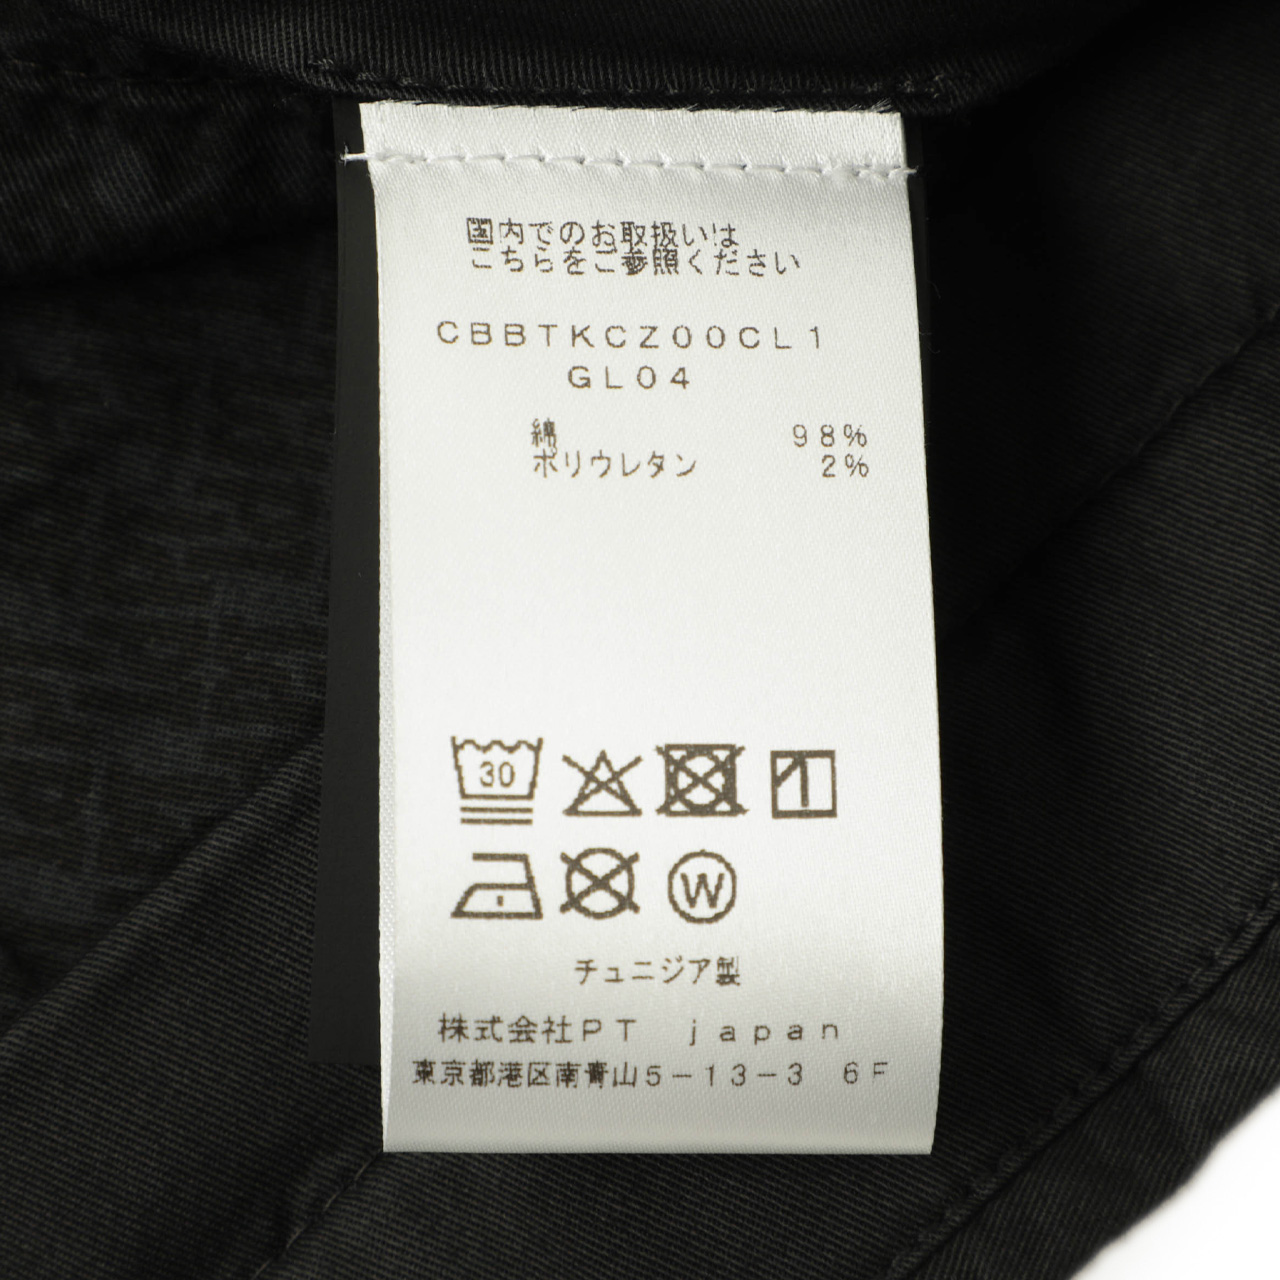 国内でのお取扱いは
こちらをご参照ください
CBBTKCZ00CL1
GL04
綿 98%
ポリウレタン 2%
30
W
チュニジア製
株式会社PT japan
東京都港区南青山5-13-3 6F